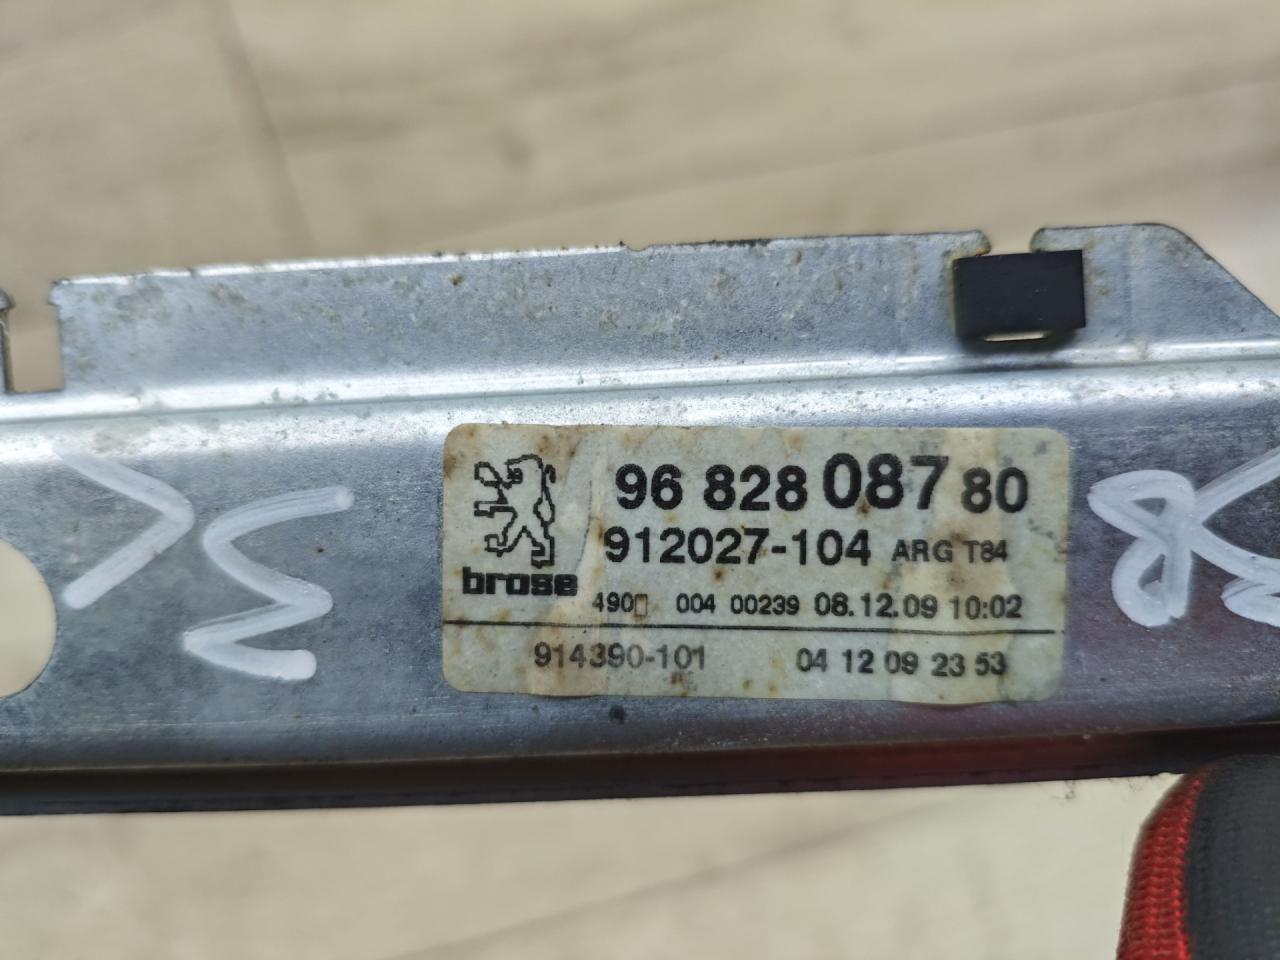 96 828 087 80
912027-104 ARG T84
brose
004 00239 08.12.09 10:02
914390-101 04 12 09 23 53